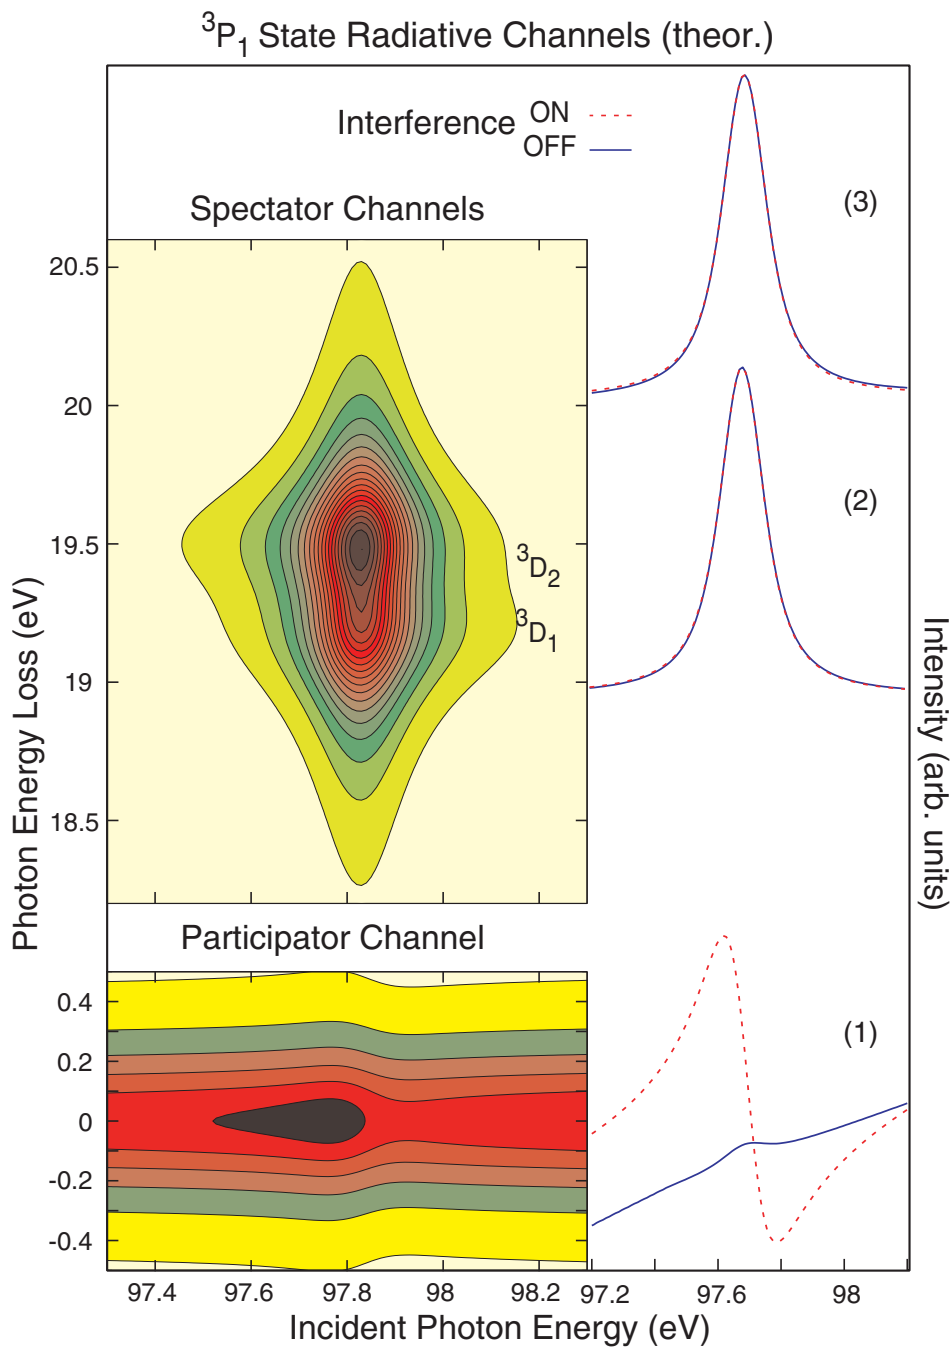 ³P₁ State Radiative Channels (theor.)
Interference ON
OFF
Spectator Channels
(3)
20.5
20
19.5
19
18.5
³D₂
³D₁
(2)
Photon Energy Loss (eV)
Intensity (arb. units)
Participator Channel
(1)
0.4
0.2
0
-0.2
-0.4
97.4 97.6 97.8 98 98.2 97.2 97.6 98
Incident Photon Energy (eV)